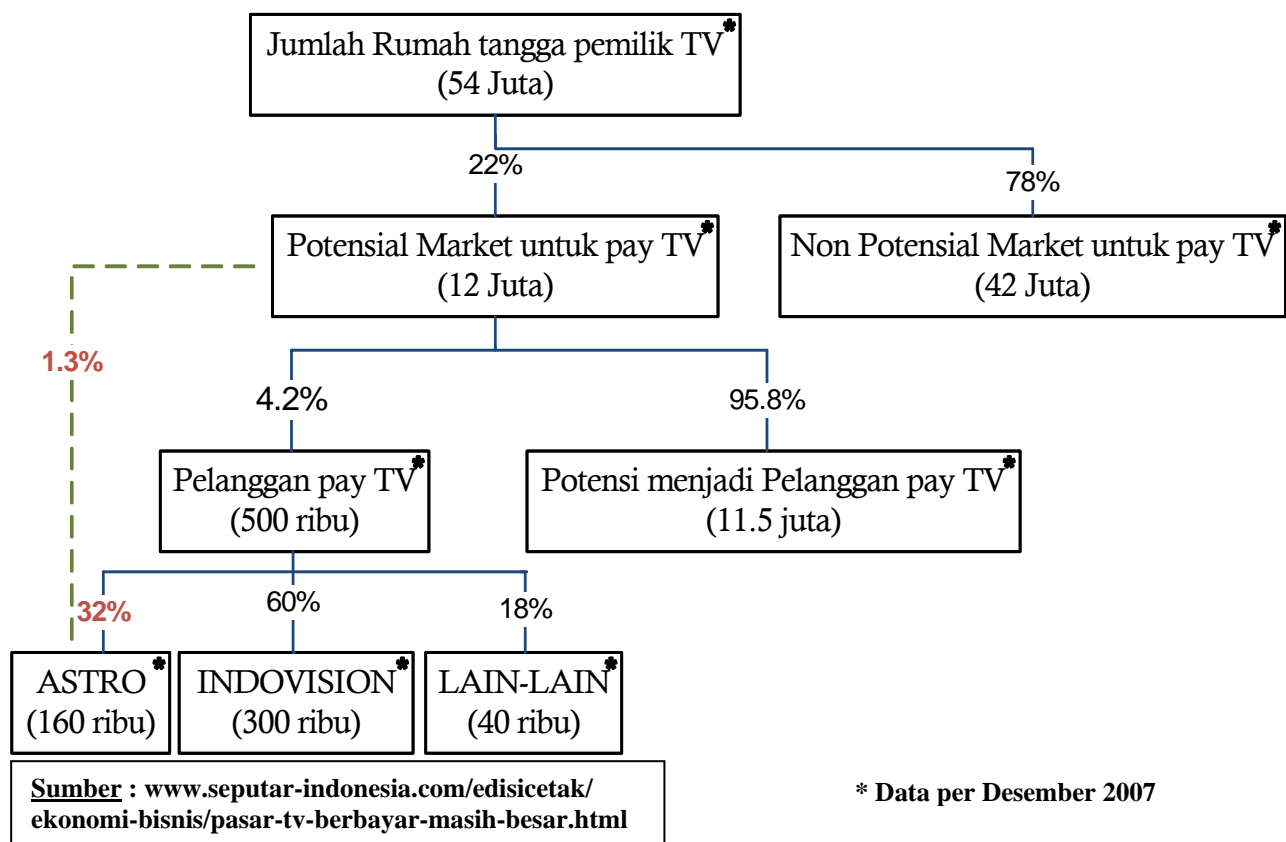 Jumlah Rumah tangga pemilik TV*
(54 Juta)
22%
78%
Potensial Market untuk pay TV*
(12 Juta)
Non Potensial Market untuk pay TV*
(42 Juta)
1.3%
4.2%
95.8%
Pelanggan pay TV*
(500 ribu)
Potensi menjadi Pelanggan pay TV*
(11.5 juta)
32%
60%
18%
ASTRO*
(160 ribu)
INDOVISION*
(300 ribu)
LAIN-LAIN*
(40 ribu)
Sumber : www.seputar-indonesia.com/edisicetak/
ekonomi-bisnis/pasar-tv-berbayar-masih-besar.html
* Data per Desember 2007